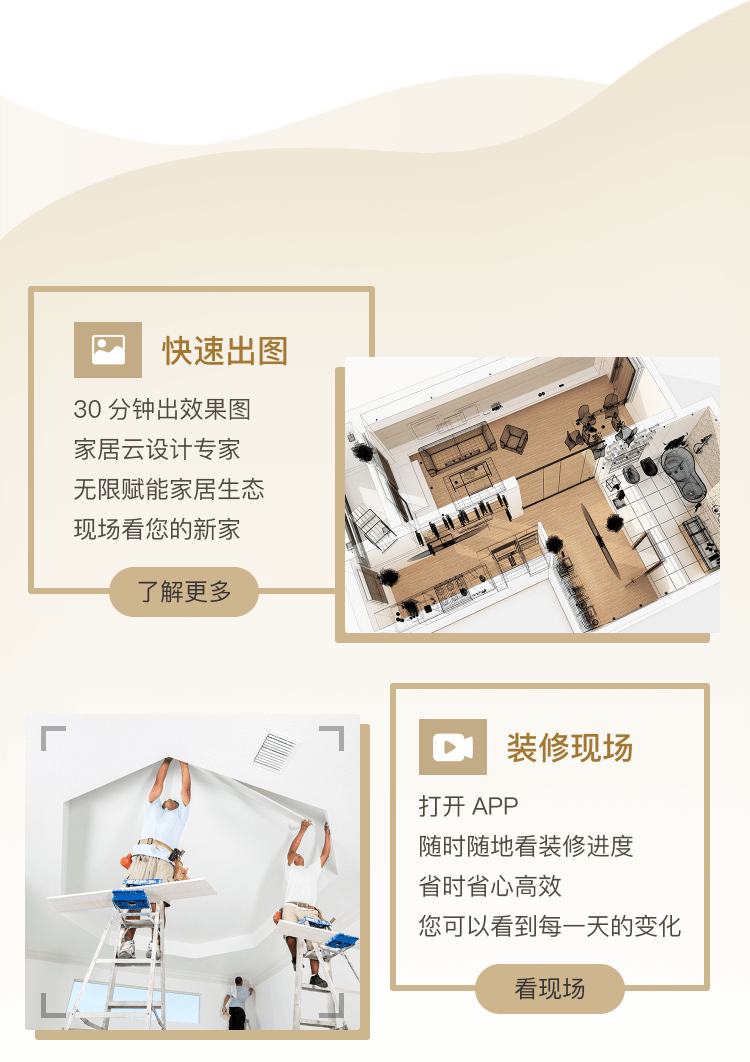 快速出图
30 分钟出效果图
家居云设计专家
无限赋能家居生态
现场看您的新家
了解更多
装修现场
打开 APP
随时随地看装修进度
省时省心高效
您可以看到每一天的变化
看现场